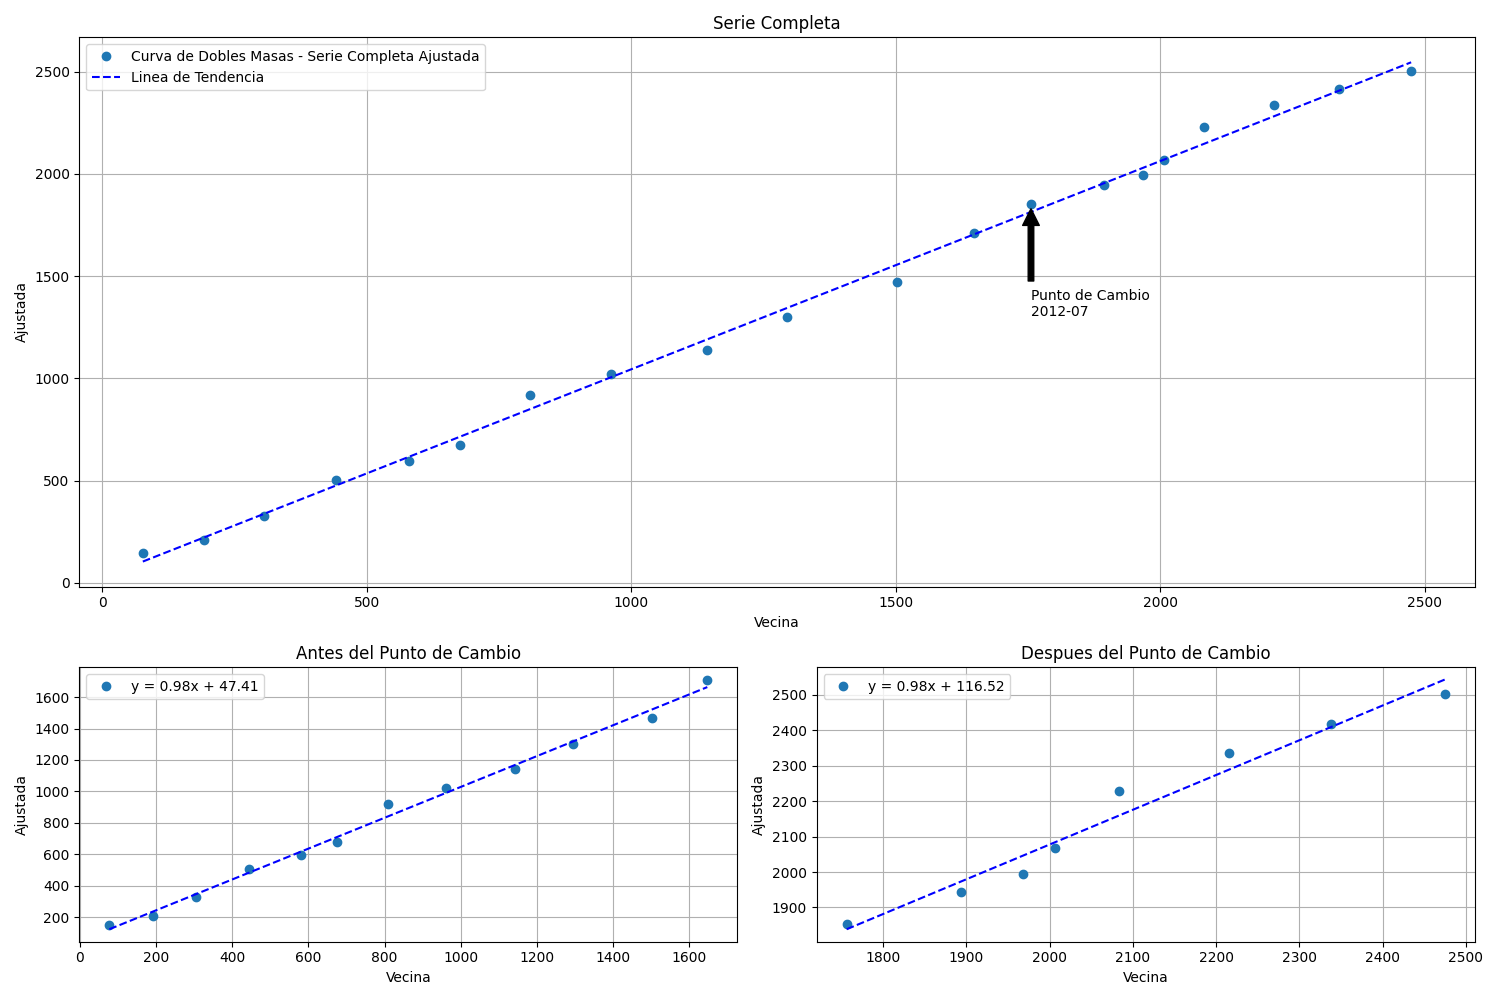 Serie Completa
Curva de Dobles Masas - Serie Completa Ajustada
Linea de Tendencia
2500
2000
1500
1000
500
0
Ajustada
Punto de Cambio
2012-07
0 500 1000 1500 2000 2500
Vecina
Antes del Punto de Cambio
y = 0.98x + 47.41
1600
1400
1200
1000
800
600
400
200
Ajustada
0 200 400 600 800 1000 1200 1400 1600
Vecina
Despues del Punto de Cambio
y = 0.98x + 116.52
2500
2400
2300
2200
2100
2000
1900
Ajustada
1800 1900 2000 2100 2200 2300 2400 2500
Vecina